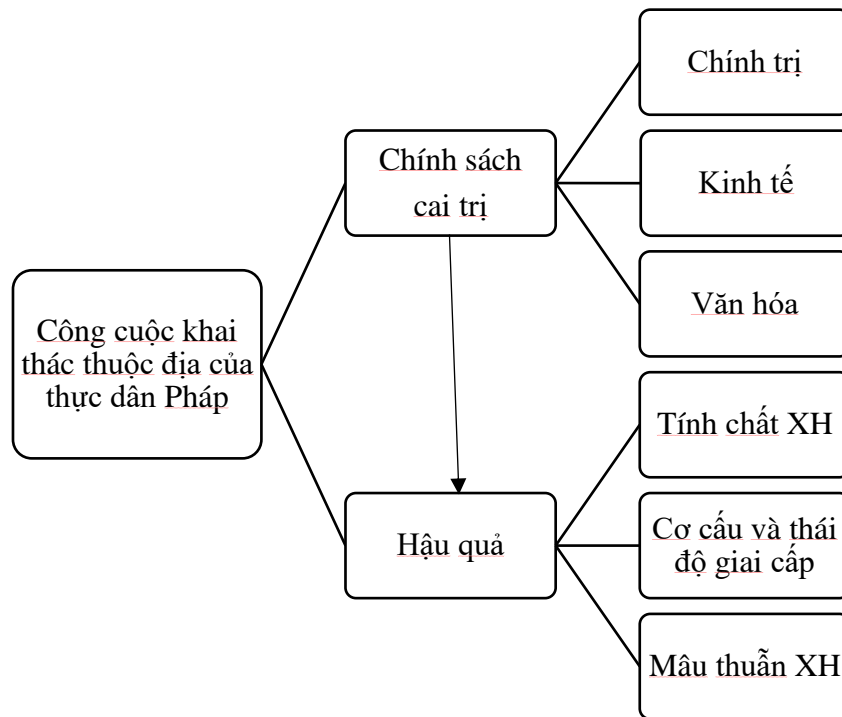 Chính trị
Chính sách
cai trị
Kinh tế
Văn hóa
Công cuộc khai
thác thuộc địa của
thực dân Pháp
Tính chất XH
Hậu quả
Cơ cấu và thái
độ giai cấp
Mâu thuẫn XH